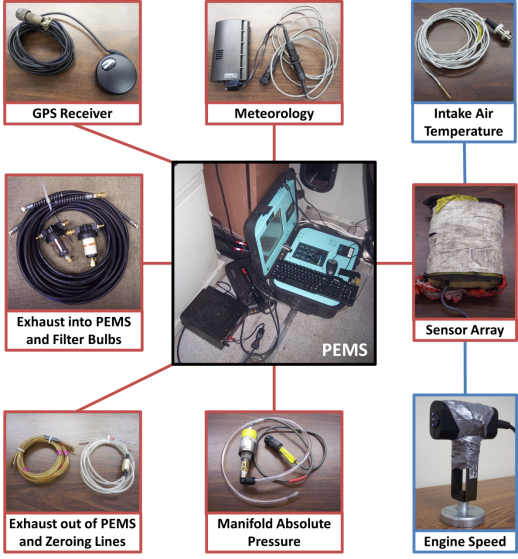 GPS Receiver
Meteorology
Intake Air
Temperature
PEMS
Exhaust into PEMS
and Filter Bulbs
Sensor Array
Exhaust out of PEMS
and Zeroing Lines
Manifold Absolute
Pressure
Engine Speed